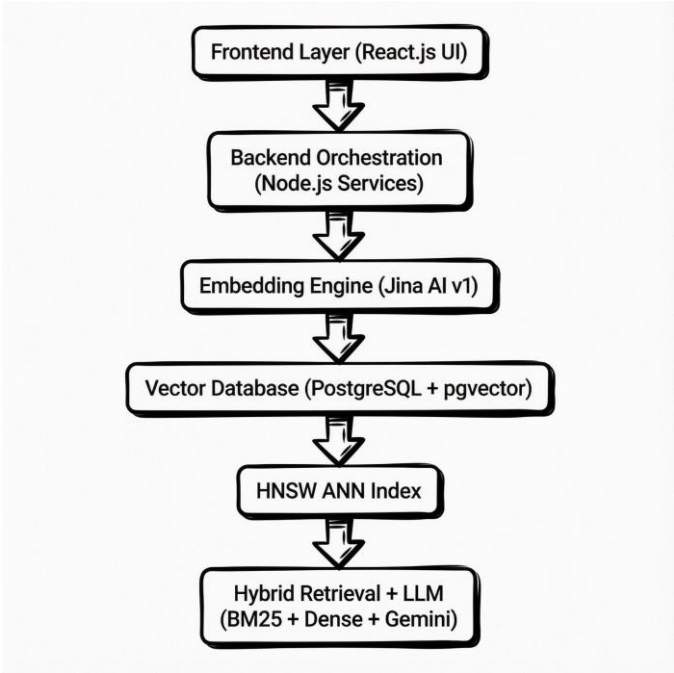 Frontend Layer (React.js UI)
Backend Orchestration
(Node.js Services)
Embedding Engine (Jina AI v1)
Vector Database (PostgreSQL + pgvector)
HNSW ANN Index
Hybrid Retrieval + LLM
(BM25 + Dense + Gemini)